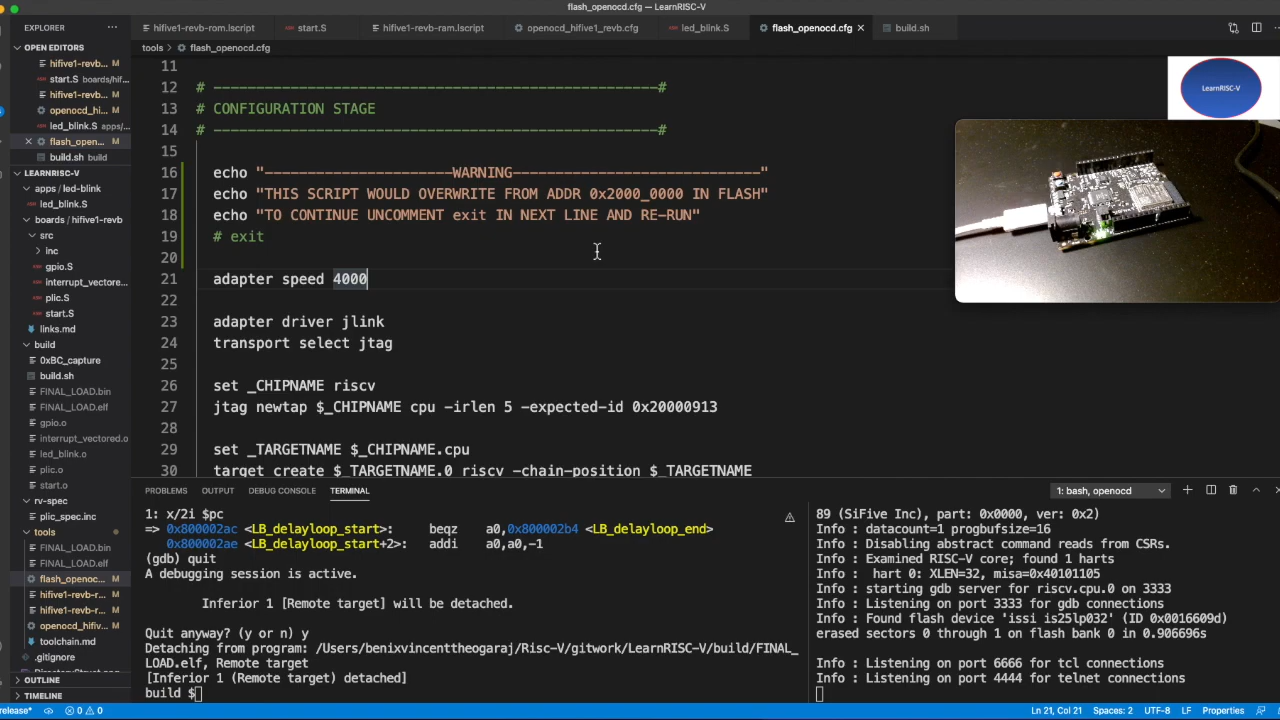 flash_openocd.cfg — LearnRISC-V
EXPLORER
hifive1-revb-rom.lscript
start.S
hifive1-revb-ram.lscript
openocd_hifive1_revb.cfg
led_blink.S
flash_openocd.cfg
build.sh
OPEN EDITORS
hifive1-revb...
M
start.S boards/hif...
hifive1-revb...
M
openocd_hi...
M
led_blink.S apps/...
flash_open...
M
build.sh build
LEARNRISC-V
apps / led-blink
led_blink.S
boards / hifive1-revb
src
inc
gpio.S
interrupt_vectore...
plic.S
start.S
links.md
build
0xBC_capture
build.sh
FINAL_LOAD.bin
FINAL_LOAD.elf
gpio.o
interrupt_vectored.o
led_blink.o
plic.o
start.o
rv-spec
plic_spec.inc
tools
FINAL_LOAD.bin
FINAL_LOAD.elf
flash_openoc...
M
hifive1-revb-r...
M
hifive1-revb-r...
M
openocd_hifiv...
M
toolchain.md
.gitignore
DirectoryStruct.png
OUTLINE
TIMELINE
tools
flash_openocd.cfg
11
12 # ----------------------------------------------------#
13 # CONFIGURATION STAGE
14 # ----------------------------------------------------#
15
16 echo "----------------------WARNING-----------------------------"
17 echo "THIS SCRIPT WOULD OVERWRITE FROM ADDR 0x2000_0000 IN FLASH"
18 echo "TO CONTINUE UNCOMMENT exit IN NEXT LINE AND RE-RUN"
19 # exit
20
21 adapter speed 4000
22
23 adapter driver jlink
24 transport select jtag
25
26 set _CHIPNAME riscv
27 jtag newtap $_CHIPNAME cpu -irlen 5 -expected-id 0x20000913
28
29 set _TARGETNAME $_CHIPNAME.cpu
30 target create $_TARGETNAME.0 riscv -chain-position $_TARGETNAME
LearnRISC-V
PROBLEMS
OUTPUT
DEBUG CONSOLE
TERMINAL
1: bash, openocd
1: x/2i $pc
=> 0x800002ac <LB_delayloop_start>: beqz a0,0x800002b4 <LB_delayloop_end>
0x800002ae <LB_delayloop_start+2>: addi a0,a0,-1
(gdb) quit
A debugging session is active.
Inferior 1 [Remote target] will be detached.
Quit anyway? (y or n) y
Detaching from program: /Users/benixvincenttheogaraj/Risc-V/gitwork/LearnRISC-V/build/FINAL_
LOAD.elf, Remote target
[Inferior 1 (Remote target) detached]
build $
89 (SiFive Inc), part: 0x0000, ver: 0x2)
Info : datacount=1 progbufsize=16
Info : Disabling abstract command reads from CSRs.
Info : Examined RISC-V core; found 1 harts
Info : hart 0: XLEN=32, misa=0x40101105
Info : starting gdb server for riscv.cpu.0 on 3333
Info : Listening on port 3333 for gdb connections
Info : Found flash device 'issi is25lp032' (ID 0x0016609d)
erased sectors 0 through 1 on flash bank 0 in 0.906696s
Info : Listening on port 6666 for tcl connections
Info : Listening on port 4444 for telnet connections
release*
0
0
Ln 21, Col 21
Spaces: 2
UTF-8
LF
Properties